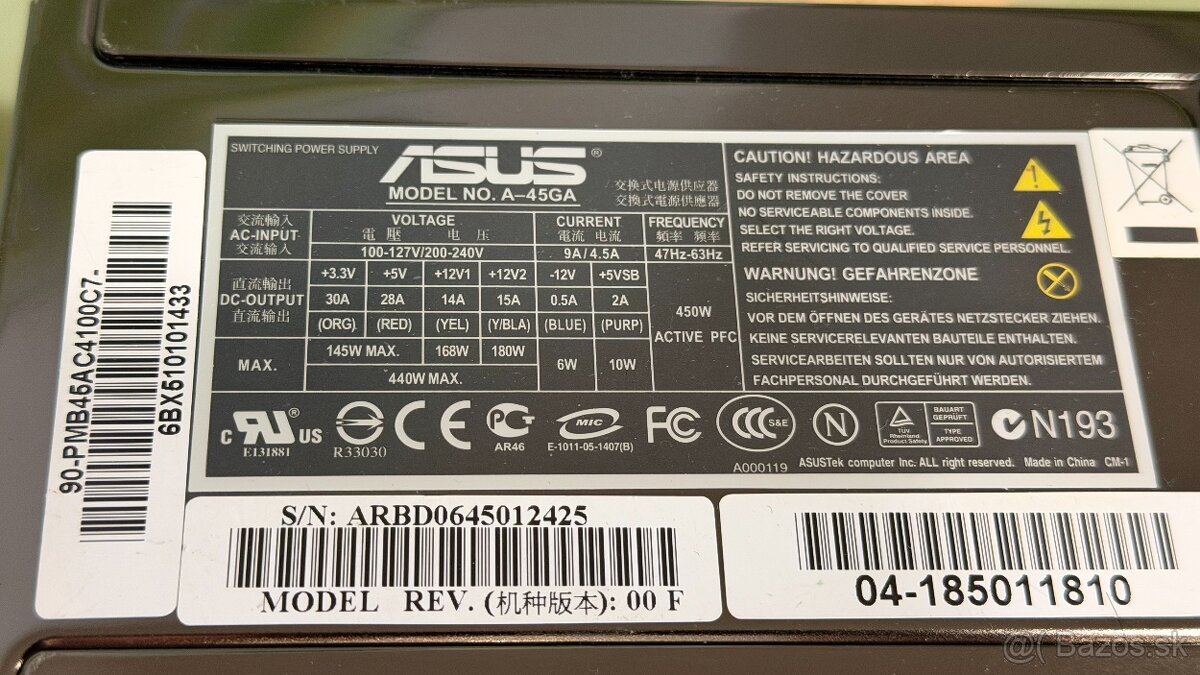 SWITCHING POWER SUPPLY
ASUS®
MODEL NO. A-45GA
交换式电源供应器
交換式電源供應器
交流輸入
AC-INPUT
交流输入
VOLTAGE
電壓 电压
CURRENT
電流 电流
FREQUENCY
頻率 频率
100-127V/200-240V 9A/4.5A 47Hz-63Hz
直流輸出
DC-OUTPUT
直流输出
+3.3V +5V +12V1 +12V2 -12V +5VSB
30A 28A 14A 15A 0.5A 2A
(ORG) (RED) (YEL) (Y/BLA) (BLUE) (PURP)
450W
ACTIVE PFC
MAX.
145W MAX. 168W 180W 6W 10W
440W MAX.
CAUTION! HAZARDOUS AREA
SAFETY INSTRUCTIONS:
DO NOT REMOVE THE COVER
NO SERVICEABLE COMPONENTS INSIDE.
SELECT THE RIGHT VOLTAGE.
REFER SERVICING TO QUALIFIED SERVICE PERSONNEL.
WARNUNG! GEFAHRENZONE
SICHERHEITSHINWEISE:
VOR DEM ÖFFNEN DES GERÄTES NETZSTECKER ZIEHEN.
KEINE SERVICERELEVANTEN BAUTEILE ENTHALTEN.
SERVICEARBEITEN SOLLTEN NUR VON AUTORISIERTEM
FACHPERSONAL DURCHGEFÜHRT WERDEN.
c RU® US
E131881
R33030
CE
PGT
AR46
MIC
E-1011-05-1407(B)
FC
CCC S&E
A000119
N
TÜV
Rheinland
Product Safety
BAUART
GEPRÜFT
TYPE
APPROVED
N193
ASUSTek computer Inc. ALL right reserved. Made in China CM-1
90-PMB46AC4100C7-
6BX510101433
S/N: ARBD0645012425
MODEL REV. (机种版本): 00 F
04-185011810
@( Bazos.sk